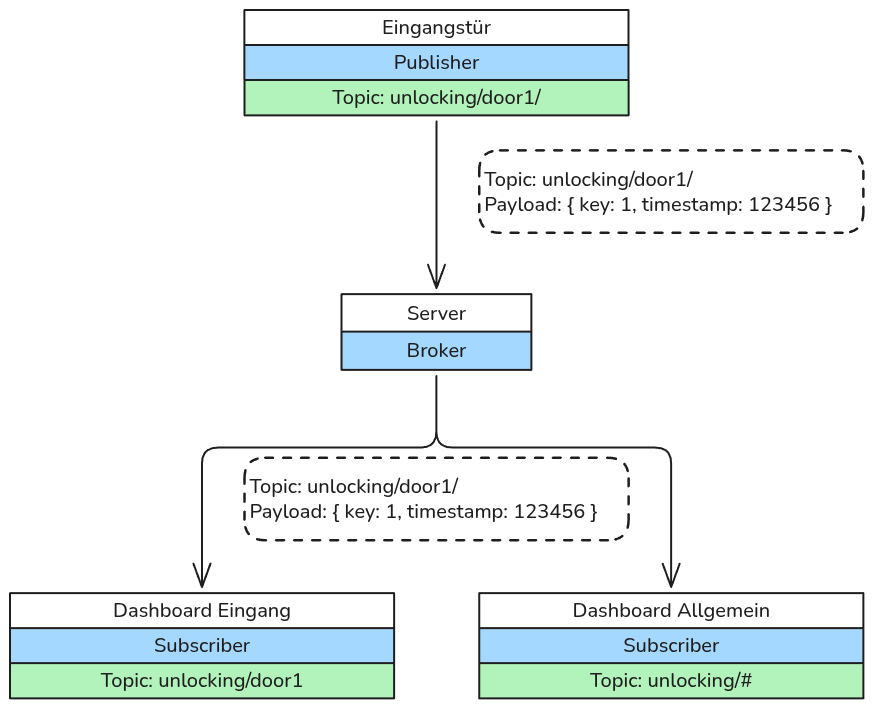 Eingangstür
Publisher
Topic: unlocking/door1/
Topic: unlocking/door1/
Payload: { key: 1, timestamp: 123456 }
Server
Broker
Topic: unlocking/door1/
Payload: { key: 1, timestamp: 123456 }
Dashboard Eingang
Subscriber
Topic: unlocking/door1
Dashboard Allgemein
Subscriber
Topic: unlocking/#